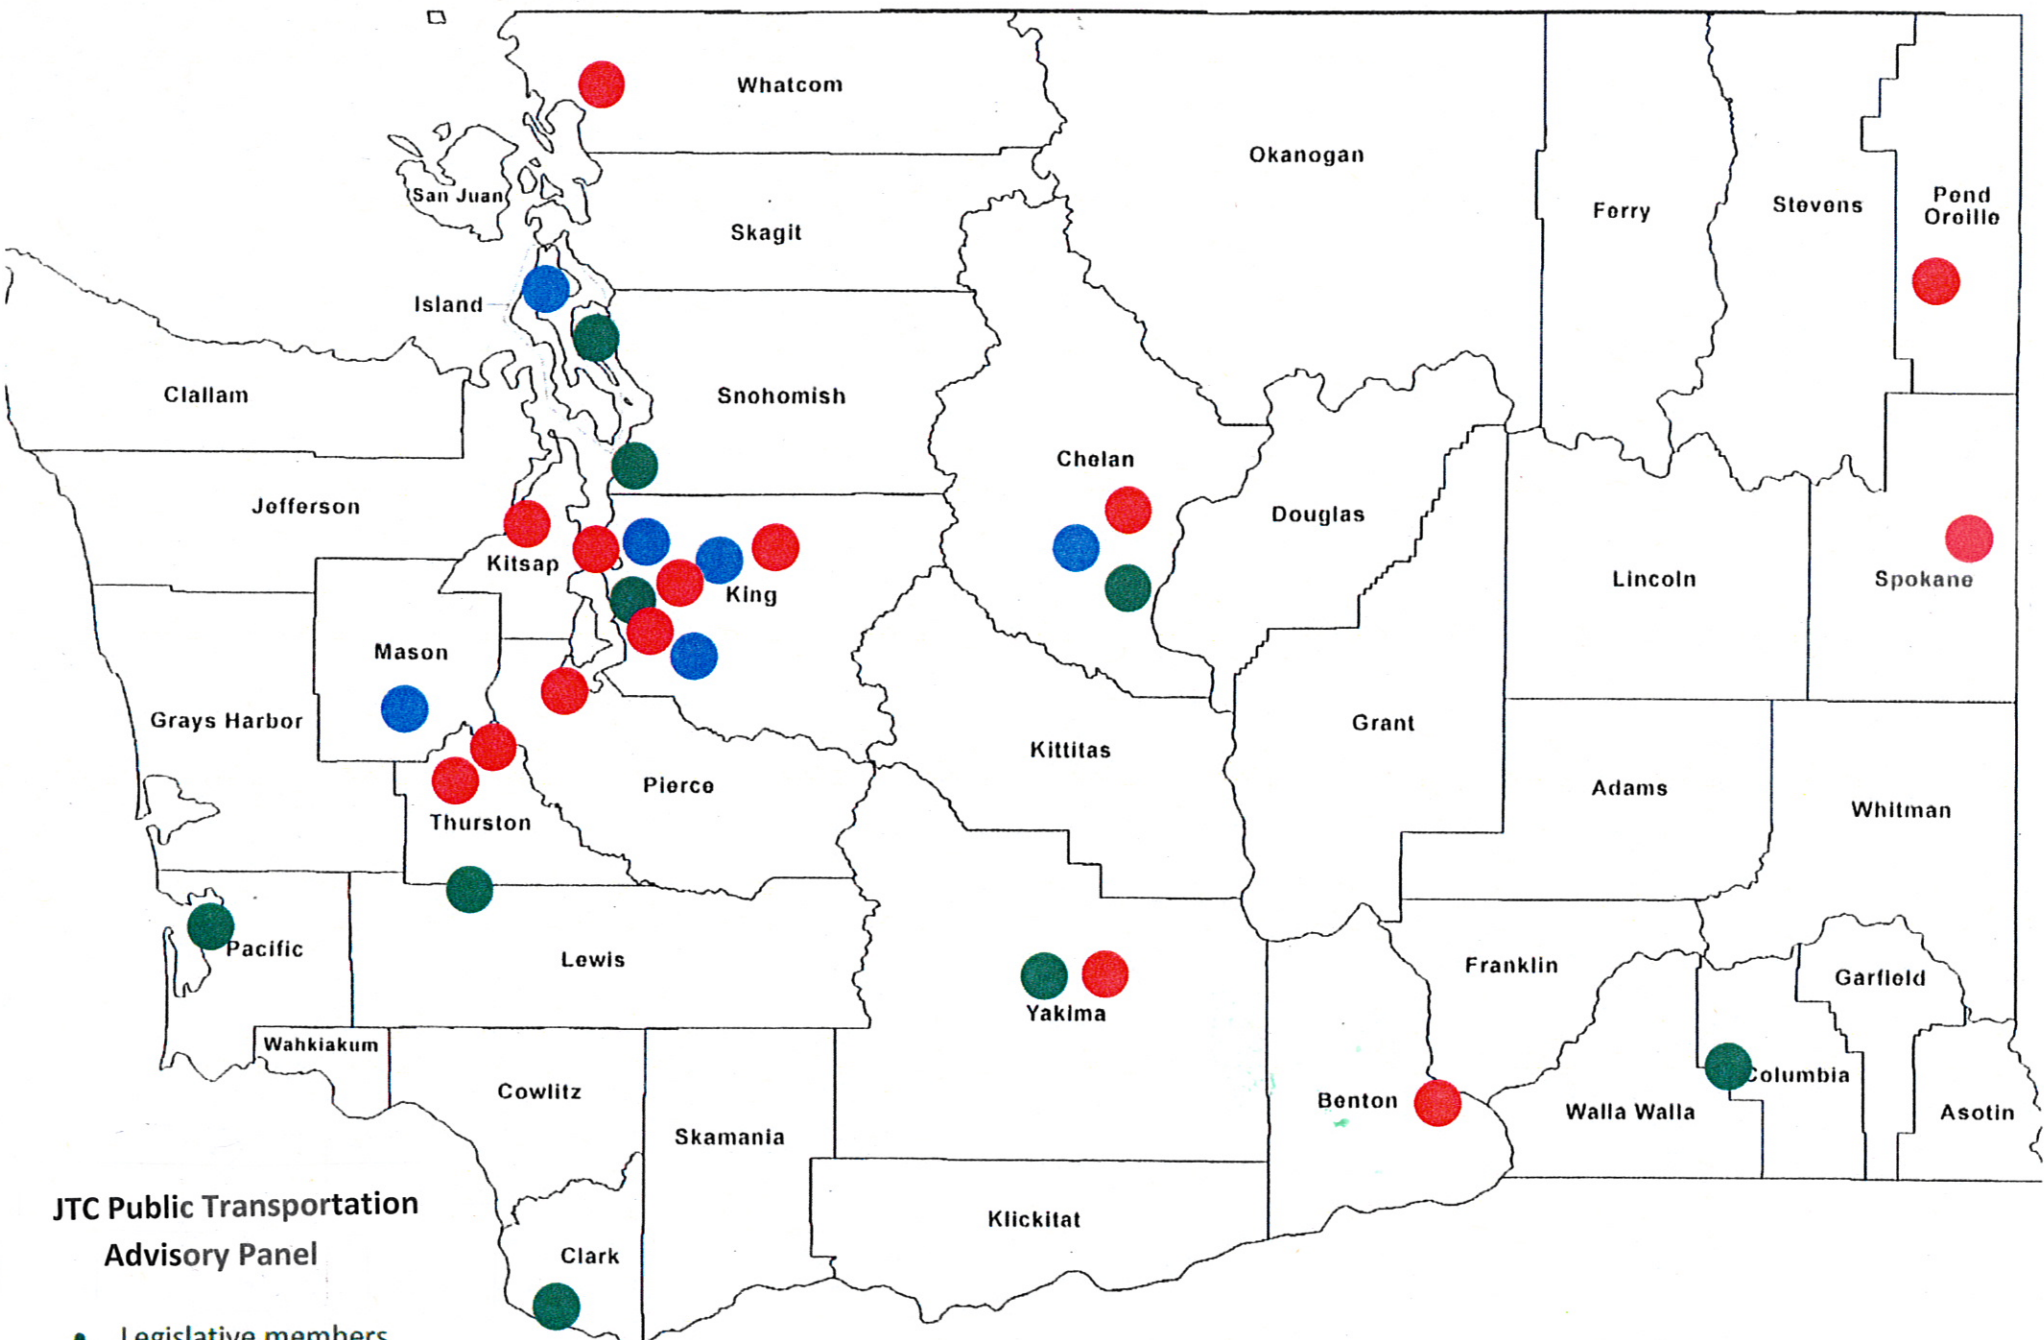 Whatcom
Okanogan
San Juan
Skagit
Ferry
Stevens
Pend
Oreille
Island
Clallam
Snohomish
Chelan
Jefferson
Douglas
Kitsap
King
Lincoln
Spokane
Mason
Grays Harbor
Grant
Kittitas
Pierce
Adams
Whitman
Thurston
Pacific
Lewis
Franklin
Garfield
Yakima
Wahkiakum
Cowlitz
Columbia
Benton
Walla Walla
Asotin
Skamania
JTC Public Transportation
Advisory Panel
Klickitat
Clark
• Legislative members